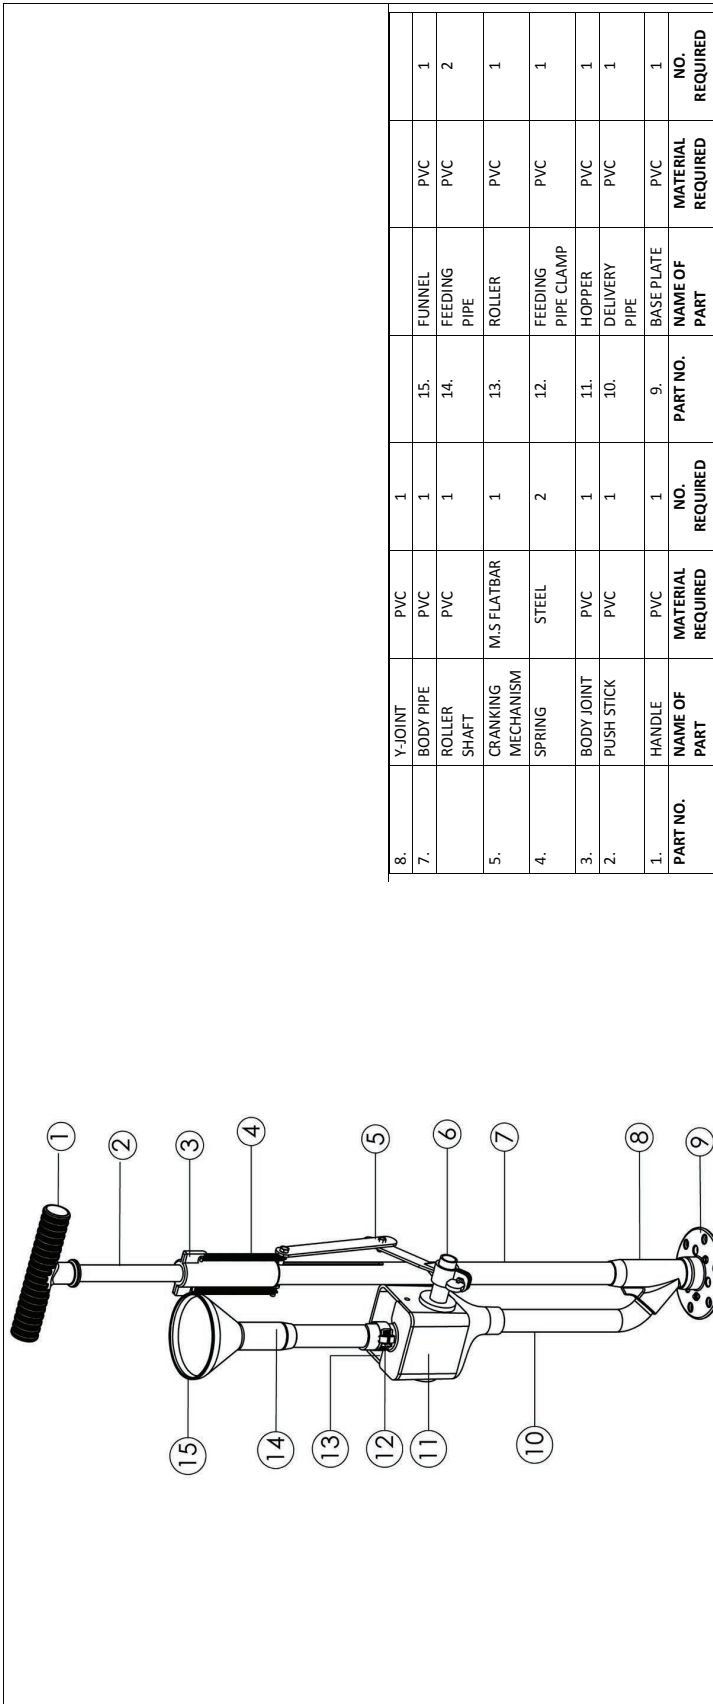 1
2
3
4
5
6
7
8
9
15
14
13
12
11
10
8. Y-JOINT PVC 1
7. BODY PIPE PVC 1 15. FUNNEL PVC 1
ROLLER PVC 1 14. FEEDING PVC 2
SHAFT PIPE
5. CRANKING M.S FLATBAR 1 13. ROLLER PVC 1
MECHANISM
4. SPRING STEEL 2 12. FEEDING PVC 1
PIPE CLAMP
3. BODY JOINT PVC 1 11. HOPPER PVC 1
2. PUSH STICK PVC 1 10. DELIVERY PVC 1
PIPE
1. HANDLE PVC 1 9. BASE PLATE PVC 1
PART NO. NAME OF MATERIAL NO. PART NO. NAME OF MATERIAL NO.
PART REQUIRED REQUIRED PART REQUIRED REQUIRED